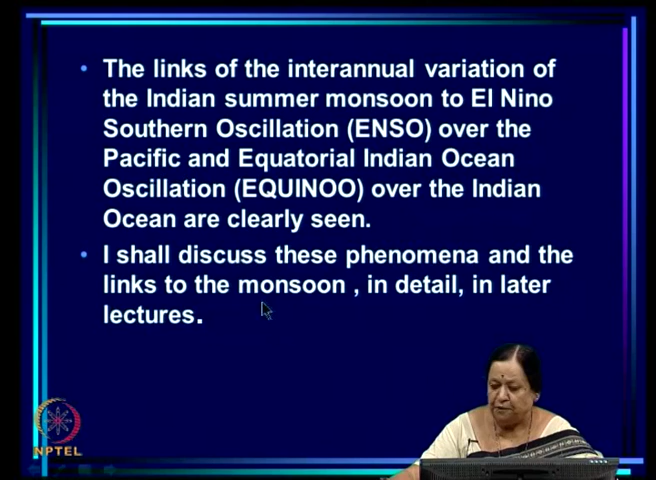 • The links of the interannual variation of
the Indian summer monsoon to El Nino
Southern Oscillation (ENSO) over the
Pacific and Equatorial Indian Ocean
Oscillation (EQUINOO) over the Indian
Ocean are clearly seen.
• I shall discuss these phenomena and the
links to the monsoon , in detail, in later
lectures.
NPTEL